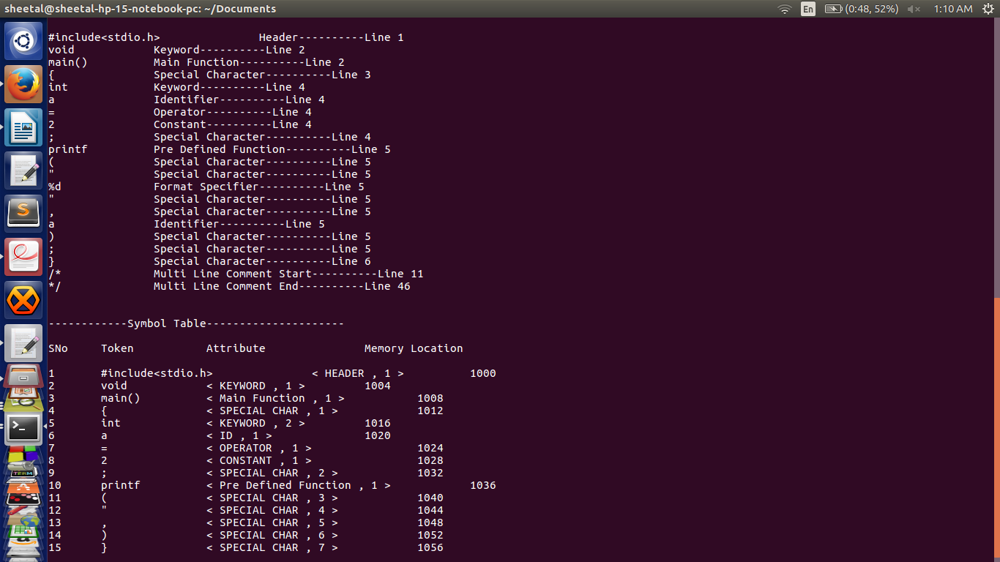 sheetal@sheetal-hp-15-notebook-pc: ~/Documents En (0:48, 52%) 1:10 AM
#include<stdio.h> Header----------Line 1
void Keyword----------Line 2
main() Main Function----------Line 2
{ Special Character----------Line 3
int Keyword----------Line 4
a Identifier----------Line 4
= Operator----------Line 4
2 Constant----------Line 4
; Special Character----------Line 4
printf Pre Defined Function----------Line 5
( Special Character----------Line 5
" Special Character----------Line 5
%d Format Specifier----------Line 5
" Special Character----------Line 5
, Special Character----------Line 5
a Identifier----------Line 5
) Special Character----------Line 5
; Special Character----------Line 5
} Special Character----------Line 6
/* Multi Line Comment Start----------Line 11
*/ Multi Line Comment End----------Line 46
------------Symbol Table---------------------
SNo Token Attribute Memory Location
1 #include<stdio.h> < HEADER , 1 > 1000
2 void < KEYWORD , 1 > 1004
3 main() < Main Function , 1 > 1008
4 { < SPECIAL CHAR , 1 > 1012
5 int < KEYWORD , 2 > 1016
6 a < ID , 1 > 1020
7 = < OPERATOR , 1 > 1024
8 2 < CONSTANT , 1 > 1028
9 ; < SPECIAL CHAR , 2 > 1032
10 printf < Pre Defined Function , 1 > 1036
11 ( < SPECIAL CHAR , 3 > 1040
12 " < SPECIAL CHAR , 4 > 1044
13 , < SPECIAL CHAR , 5 > 1048
14 ) < SPECIAL CHAR , 6 > 1052
15 } < SPECIAL CHAR , 7 > 1056
S
>_
TERM
A
a